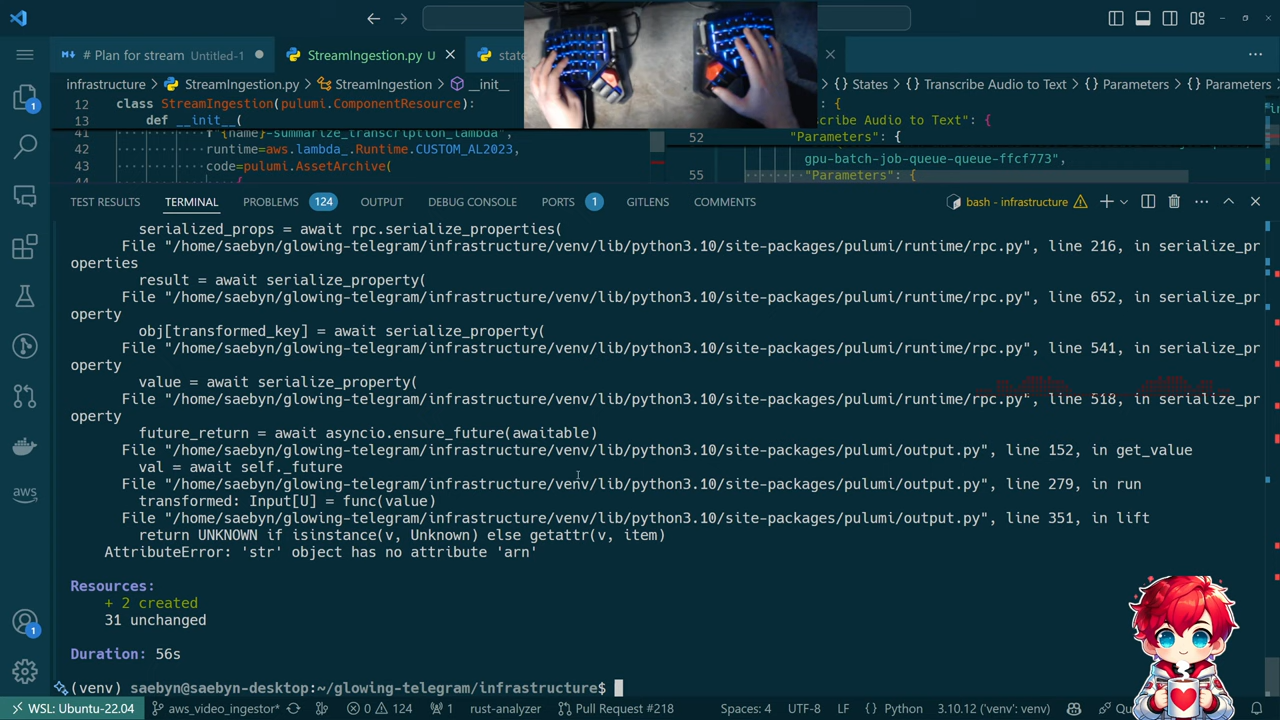 # Plan for stream Untitled-1
StreamIngestion.py U
infrastructure > StreamIngestion.py > StreamIngestion > __init__
{} States > {} Transcribe Audio to Text > {} Parameters > {} Parameters
12 class StreamIngestion(pulumi.ComponentResource):
13 def __init__(
41 f"{name}-summarize_transcription_lambda",
42 runtime=aws.lambda_.Runtime.CUSTOM_AL2023,
43 code=pulumi.AssetArchive(
44 {
cribe Audio to Text": {
52 "Parameters": {
gpu-batch-job-queue-queue-ffcf773",
55 "Parameters": {
TEST RESULTS TERMINAL PROBLEMS 124 OUTPUT DEBUG CONSOLE PORTS 1 GITLENS COMMENTS
bash - infrastructure
serialized_props = await rpc.serialize_properties(
File "/home/saebyn/glowing-telegram/infrastructure/venv/lib/python3.10/site-packages/pulumi/runtime/rpc.py", line 216, in serialize_pr
operties
result = await serialize_property(
File "/home/saebyn/glowing-telegram/infrastructure/venv/lib/python3.10/site-packages/pulumi/runtime/rpc.py", line 652, in serialize_pr
operty
obj[transformed_key] = await serialize_property(
File "/home/saebyn/glowing-telegram/infrastructure/venv/lib/python3.10/site-packages/pulumi/runtime/rpc.py", line 541, in serialize_pr
operty
value = await serialize_property(
File "/home/saebyn/glowing-telegram/infrastructure/venv/lib/python3.10/site-packages/pulumi/runtime/rpc.py", line 518, in serialize_pr
operty
future_return = await asyncio.ensure_future(awaitable)
File "/home/saebyn/glowing-telegram/infrastructure/venv/lib/python3.10/site-packages/pulumi/output.py", line 152, in get_value
val = await self._future
File "/home/saebyn/glowing-telegram/infrastructure/venv/lib/python3.10/site-packages/pulumi/output.py", line 279, in run
transformed: Input[U] = func(value)
File "/home/saebyn/glowing-telegram/infrastructure/venv/lib/python3.10/site-packages/pulumi/output.py", line 351, in lift
return UNKNOWN if isinstance(v, Unknown) else getattr(v, item)
AttributeError: 'str' object has no attribute 'arn'
Resources:
+ 2 created
31 unchanged
Duration: 56s
(venv) saebyn@saebyn-desktop:~/glowing-telegram/infrastructure$
aws
WSL: Ubuntu-22.04 aws_video_ingestor* 0 124 1 rust-analyzer Pull Request #218 Spaces: 4 UTF-8 LF Python 3.10.12 ('venv': venv)